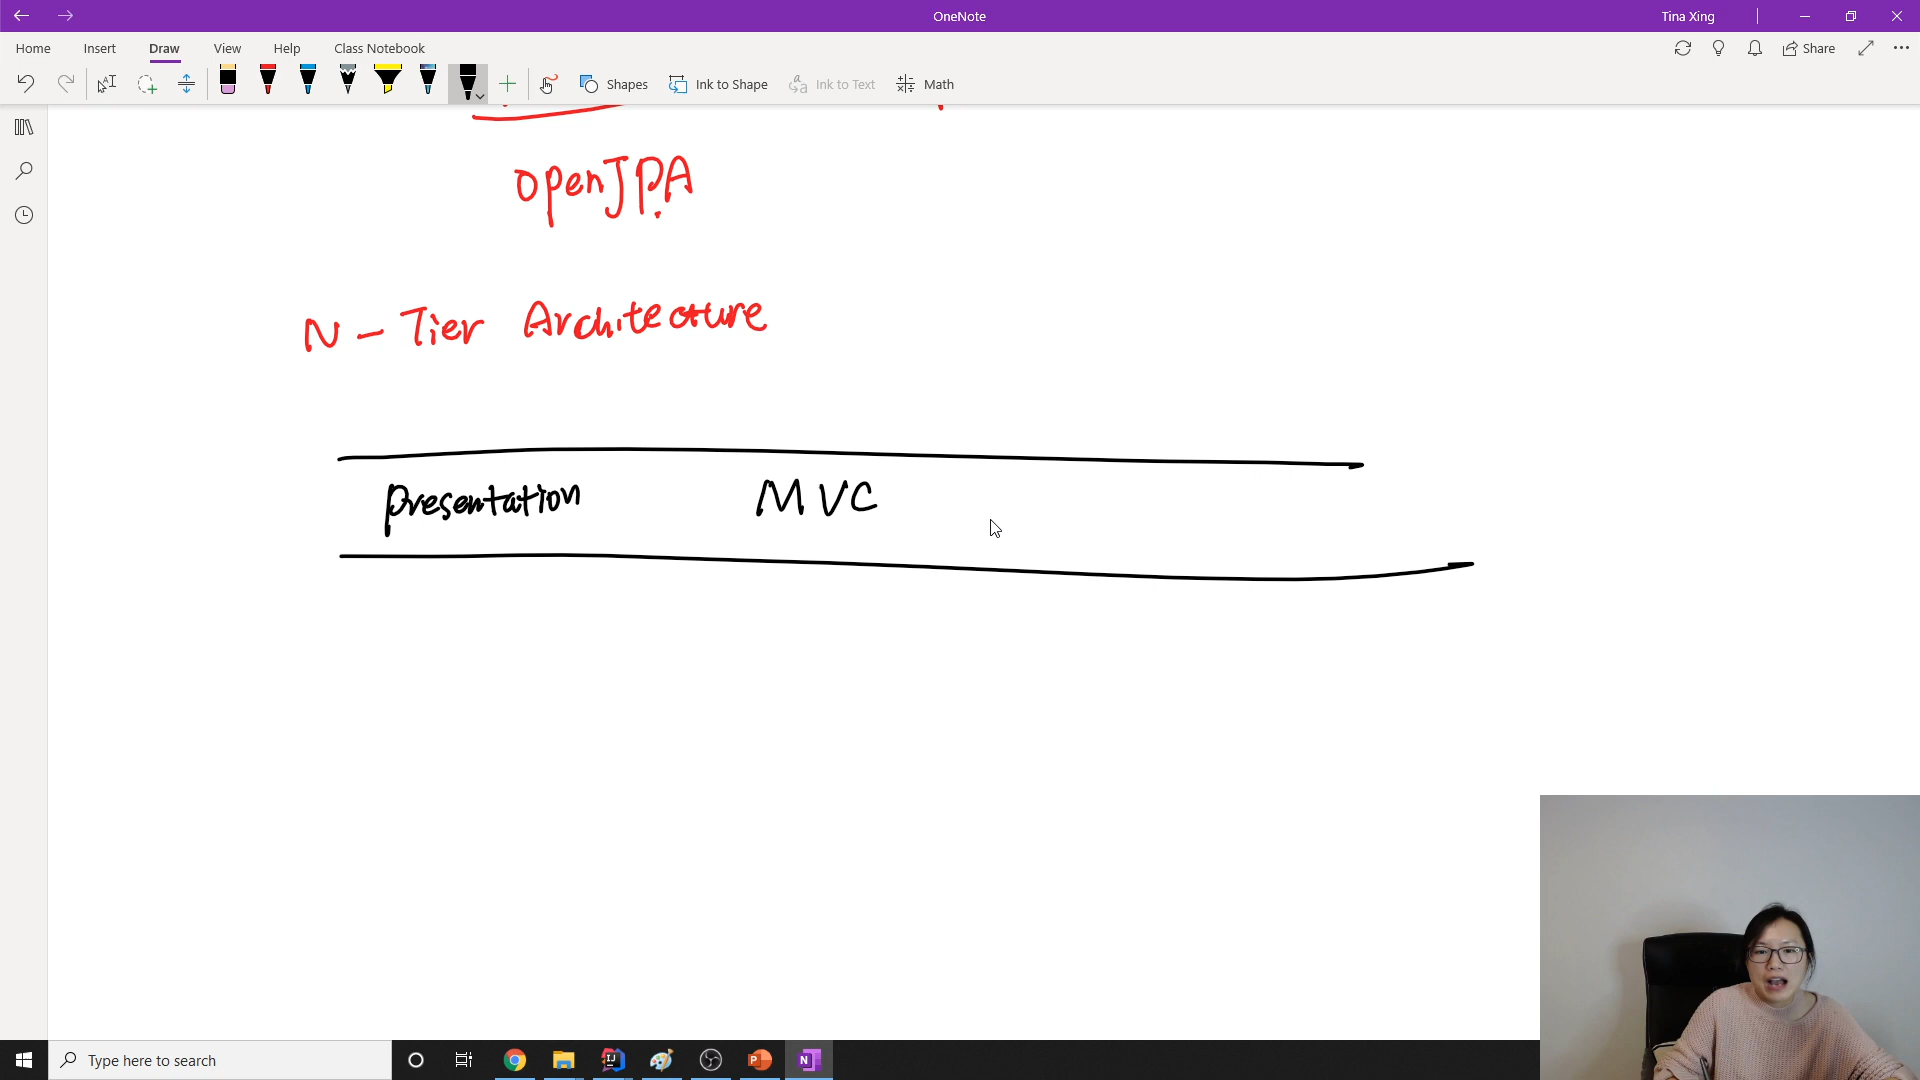 OneNote
Tina Xing
Home Insert Draw View Help Class Notebook
Share
Shapes Ink to Shape Ink to Text Math
openJPA
N - Tier Architecture
presentation MVC
Type here to search